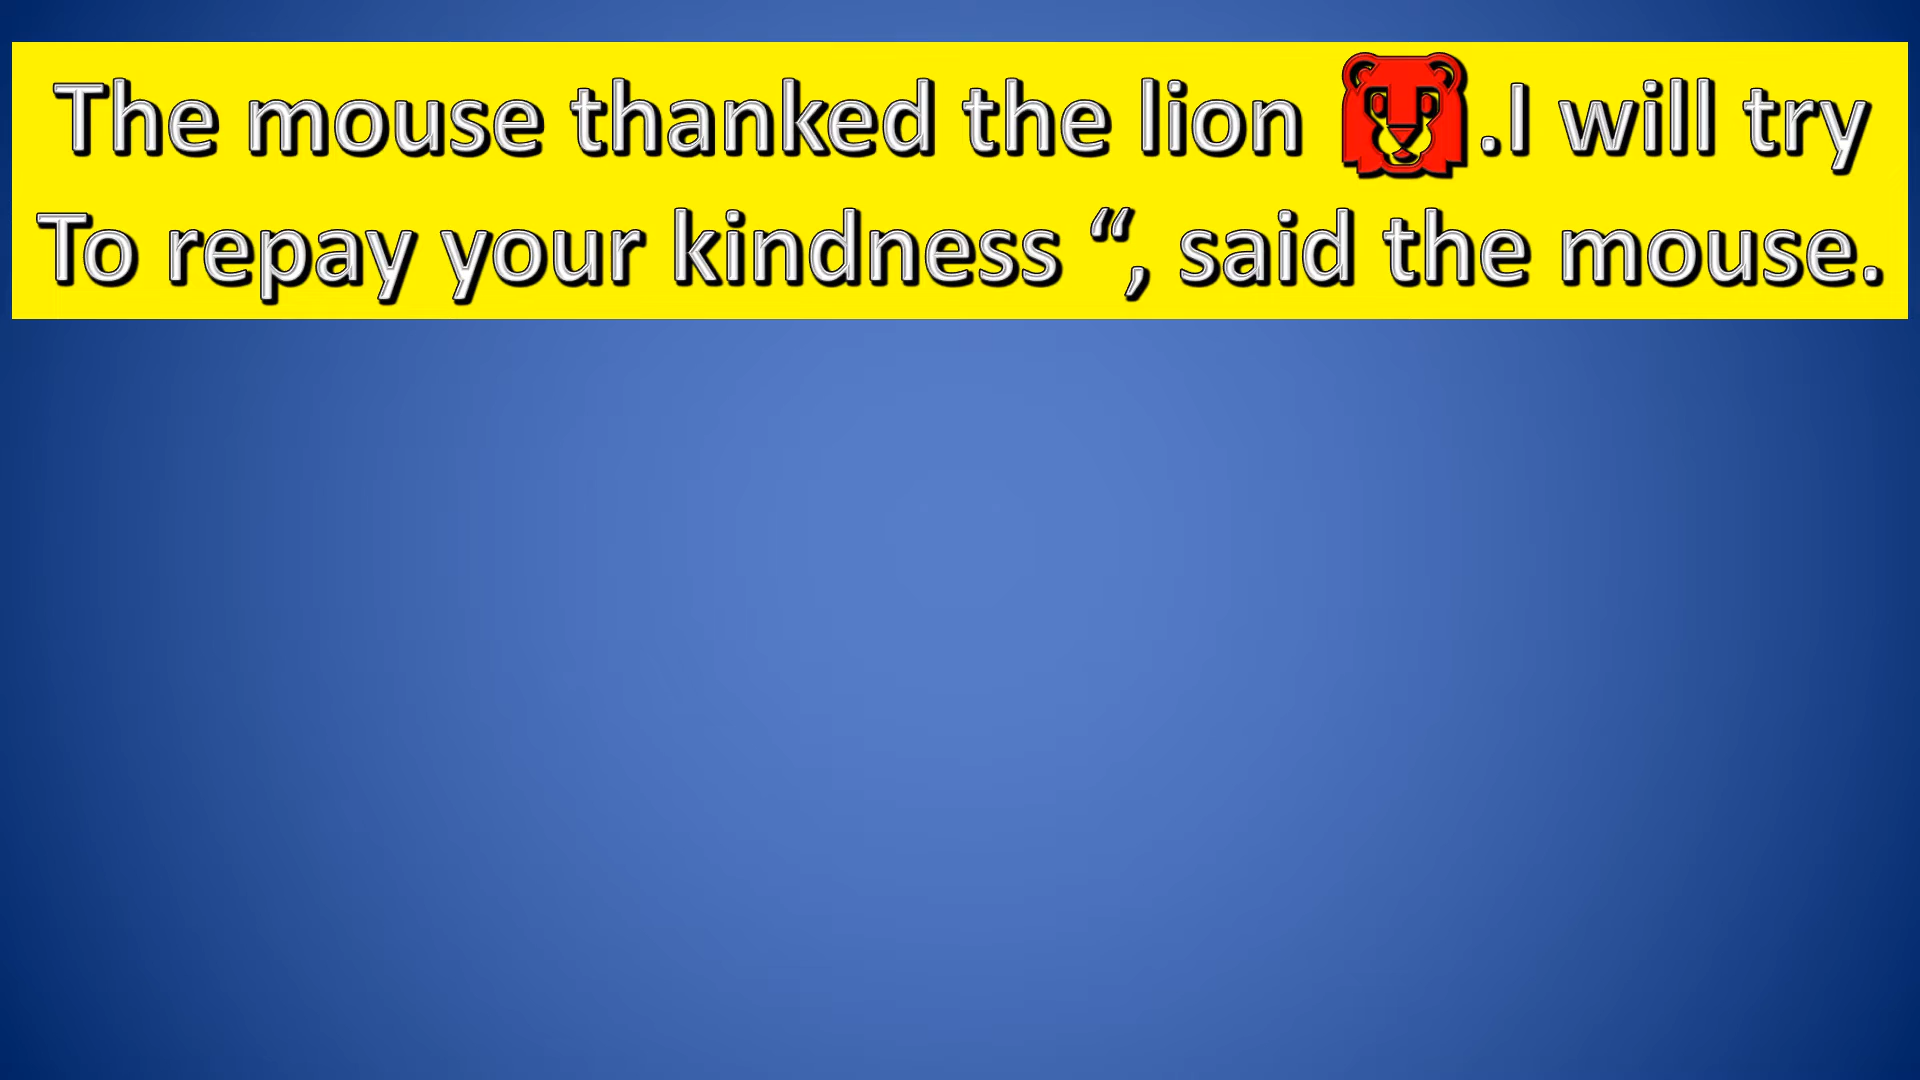 The mouse thanked the lion 🦁.I will try
To repay your kindness “, said the mouse.